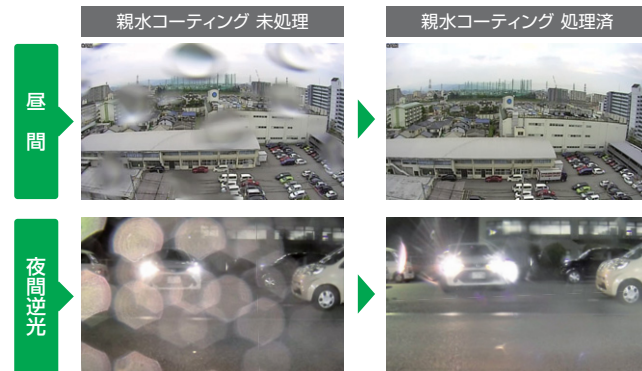 親水コーティング 未処理
親水コーティング 処理済
昼間
夜間逆光